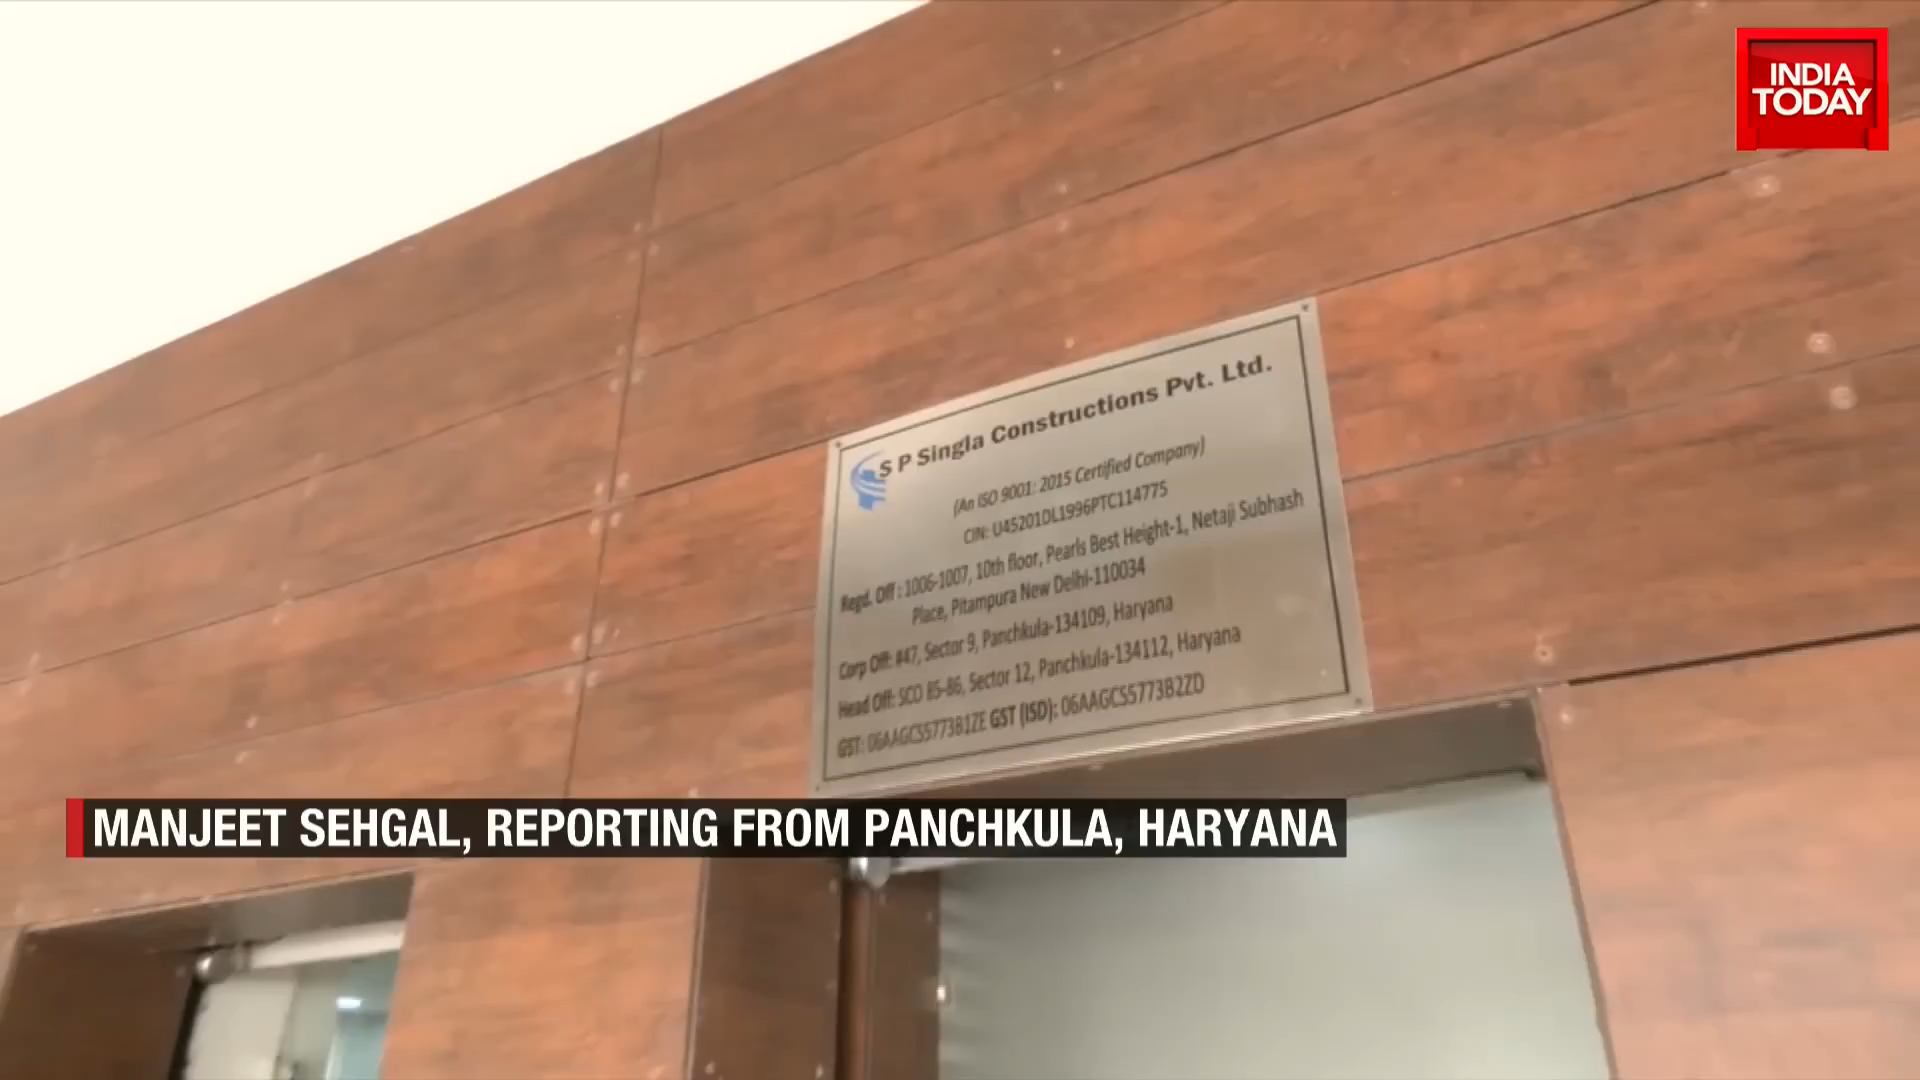 INDIA
TODAY
S P Singla Constructions Pvt. Ltd.
(An ISO 9001: 2015 Certified Company)
CIN: U45201DL1996PTC114775
Regd. Off : 1006-1007, 10th floor, Pearls Best Height-1, Netaji Subhash
Place, Pitampura New Delhi-110034
Corp Off: #47, Sector 9, Panchkula-134109, Haryana
Head Off: SCO 85-86, Sector 12, Panchkula-134112, Haryana
GST: 06AAGCS5773B1ZE GST (ISD): 06AAGCS5773B2ZD
MANJEET SEHGAL, REPORTING FROM PANCHKULA, HARYANA